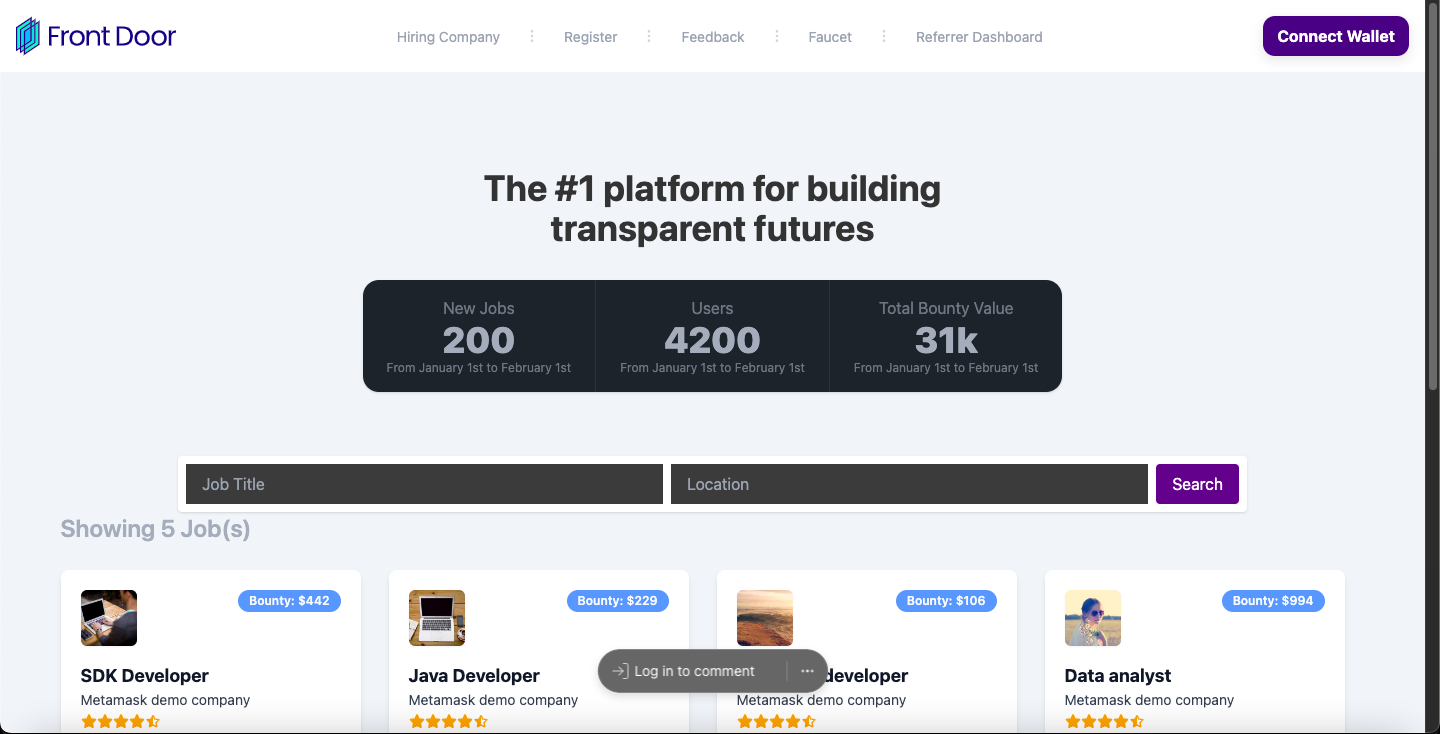 Front Door
Hiring Company
Register
Feedback
Faucet
Referrer Dashboard
Connect Wallet
The #1 platform for building
transparent futures
New Jobs
200
From January 1st to February 1st
Users
4200
From January 1st to February 1st
Total Bounty Value
31k
From January 1st to February 1st
Job Title
Location
Search
Showing 5 Job(s)
Bounty: $442
SDK Developer
Metamask demo company
Bounty: $229
Java Developer
Metamask demo company
Bounty: $106
developer
Metamask demo company
Bounty: $994
Data analyst
Metamask demo company
Log in to comment